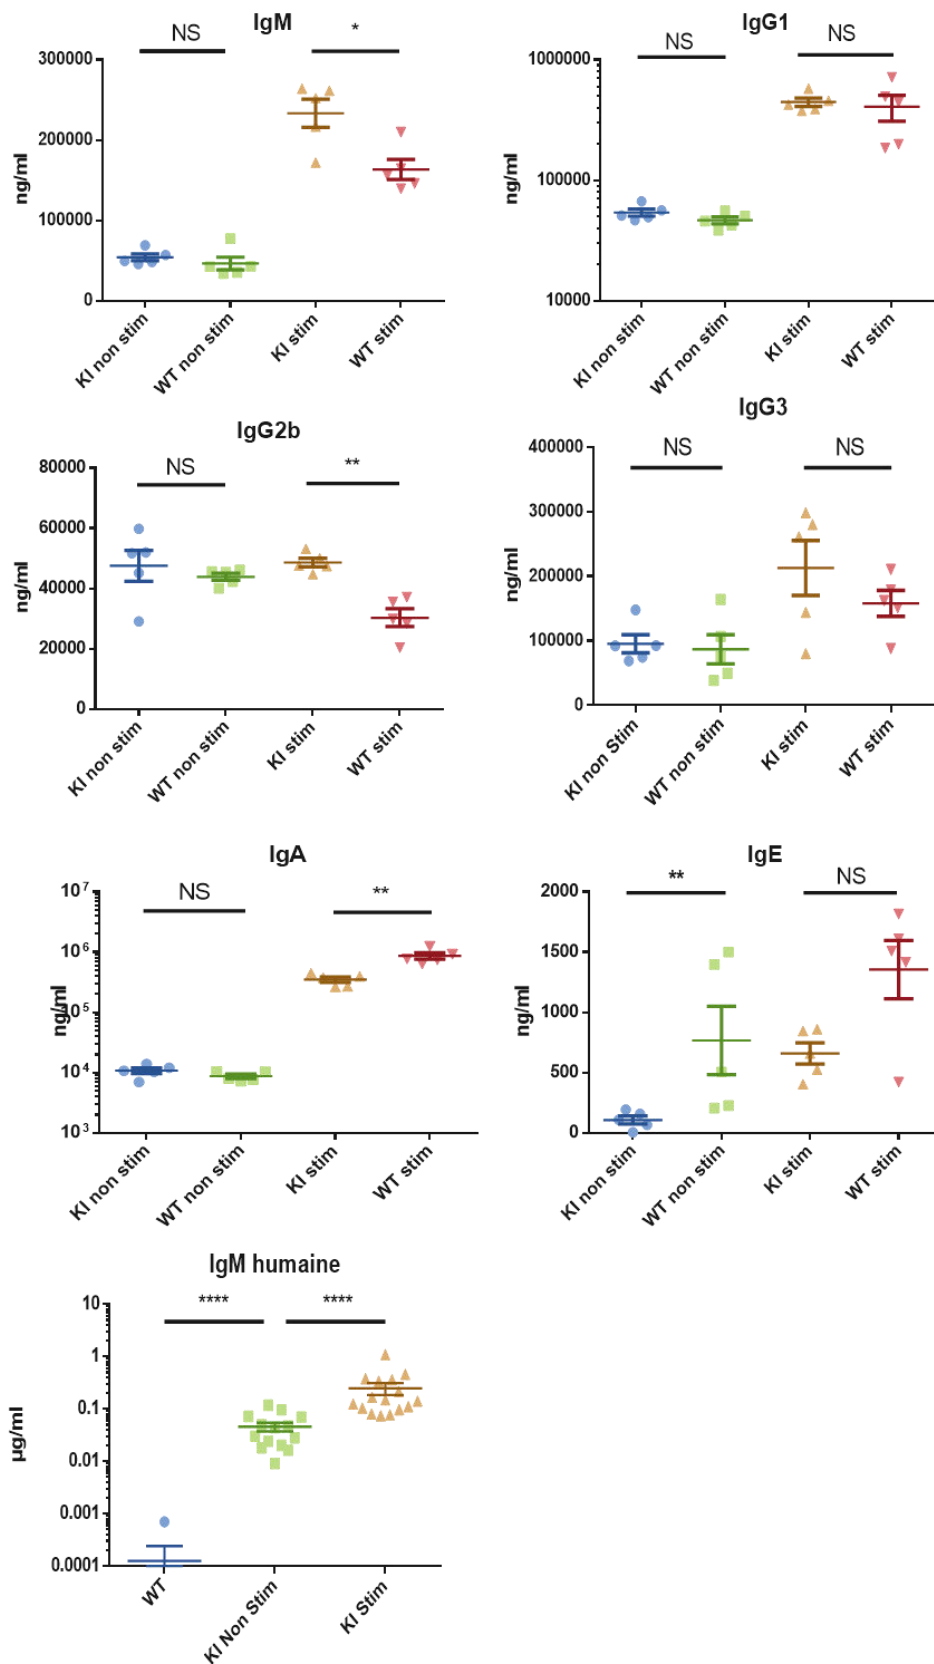 IgM
NS
*
300000
200000
100000
0
ng/ml
KI non stim
WT non stim
KI stim
WT stim
IgG1
NS
NS
1000000
100000
10000
ng/ml
KI non stim
WT non stim
KI stim
WT stim
IgG2b
NS
**
80000
60000
40000
20000
0
ng/ml
KI non stim
WT non stim
KI stim
WT stim
IgG3
NS
NS
400000
300000
200000
100000
0
ng/ml
KI non Stim
WT non stim
KI stim
WT stim
IgA
NS
**
10⁷
10⁶
10⁵
10⁴
10³
ng/ml
KI non stim
WT non stim
KI stim
WT stim
IgE
**
NS
2000
1500
1000
500
0
ng/ml
KI non stim
WT non stim
KI stim
WT stim
IgM humaine
****
****
10
1
0.1
0.01
0.001
0.0001
µg/ml
WT
KI Non Stim
KI Stim